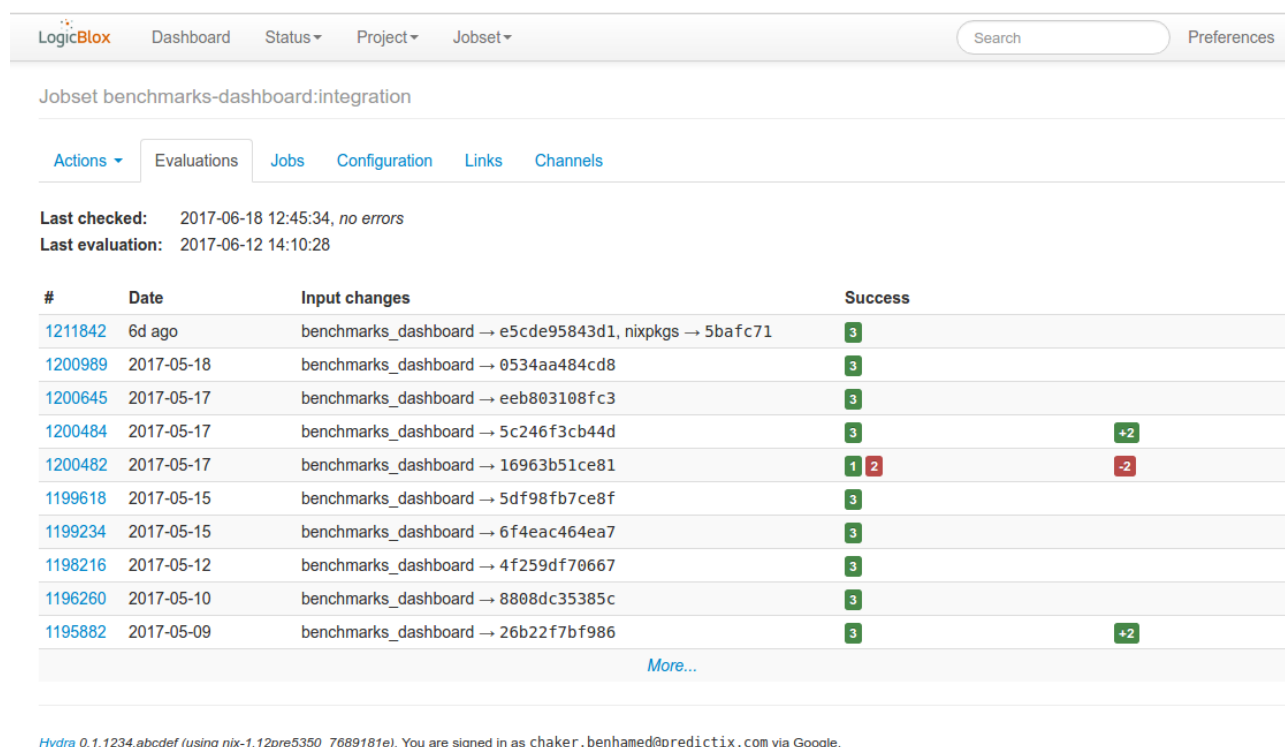 LogicBlox Dashboard Status Project Jobset Search Preferences
Jobset benchmarks-dashboard:integration
Actions Evaluations Jobs Configuration Links Channels
Last checked: 2017-06-18 12:45:34, no errors
Last evaluation: 2017-06-12 14:10:28
# Date Input changes Success
1211842 6d ago benchmarks_dashboard → e5cde95843d1, nixpkgs → 5bafc71 3
1200989 2017-05-18 benchmarks_dashboard → 0534aa484cd8 3
1200645 2017-05-17 benchmarks_dashboard → eeb803108fc3 3
1200484 2017-05-17 benchmarks_dashboard → 5c246f3cb44d 3 +2
1200482 2017-05-17 benchmarks_dashboard → 16963b51ce81 1 2 -2
1199618 2017-05-15 benchmarks_dashboard → 5df98fb7ce8f 3
1199234 2017-05-15 benchmarks_dashboard → 6f4eac464ea7 3
1198216 2017-05-12 benchmarks_dashboard → 4f259df70667 3
1196260 2017-05-10 benchmarks_dashboard → 8808dc35385c 3
1195882 2017-05-09 benchmarks_dashboard → 26b22f7bf986 3 +2
More...
Hydra 0.1.1234.abcdef (using nix-1.12pre5350_7689181e). You are signed in as chaker.benhamed@predictix.com via Google.